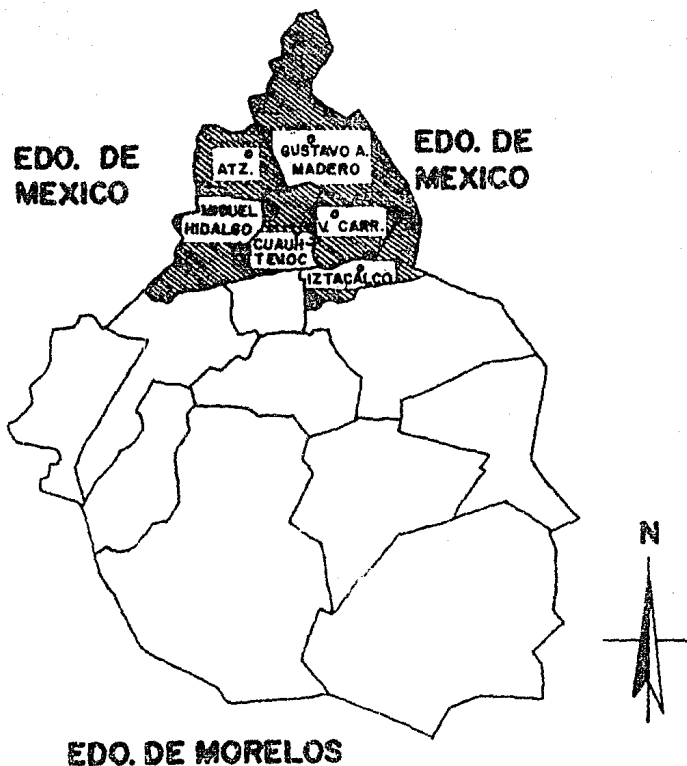 EDO. DE
MEXICO
EDO. DE
MEXICO
ATZ.
GUSTAVO A.
MADERO
MIGUEL
HIDALGO
V. CARR.
CUAUH-
TEMOC
IZTACALCO
N
EDO. DE MORELOS